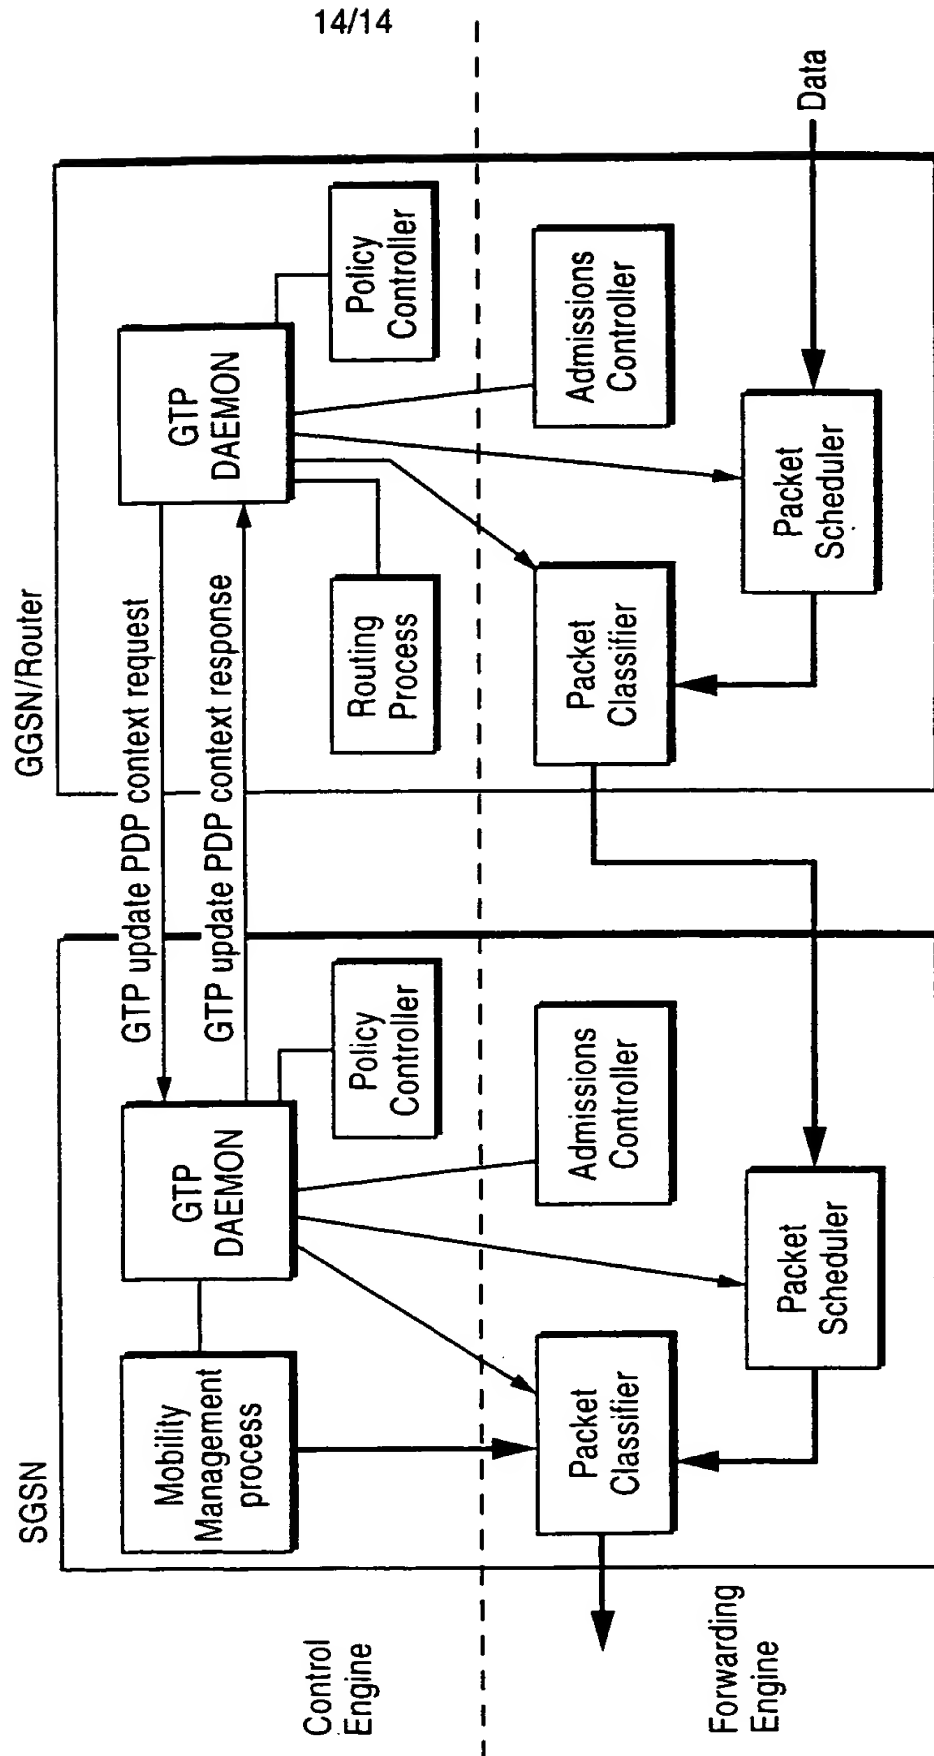 14/14
SGSN
GGSN/Router
Mobility
Management
process
GTP
DAEMON
GTP update PDP context request
GTP update PDP context response
GTP
DAEMON
Policy
Controller
Routing
Process
Policy
Controller
Control
Engine
Forwarding
Engine
Packet
Classifier
Admissions
Controller
Packet
Classifier
Admissions
Controller
Packet
Scheduler
Packet
Scheduler
Data